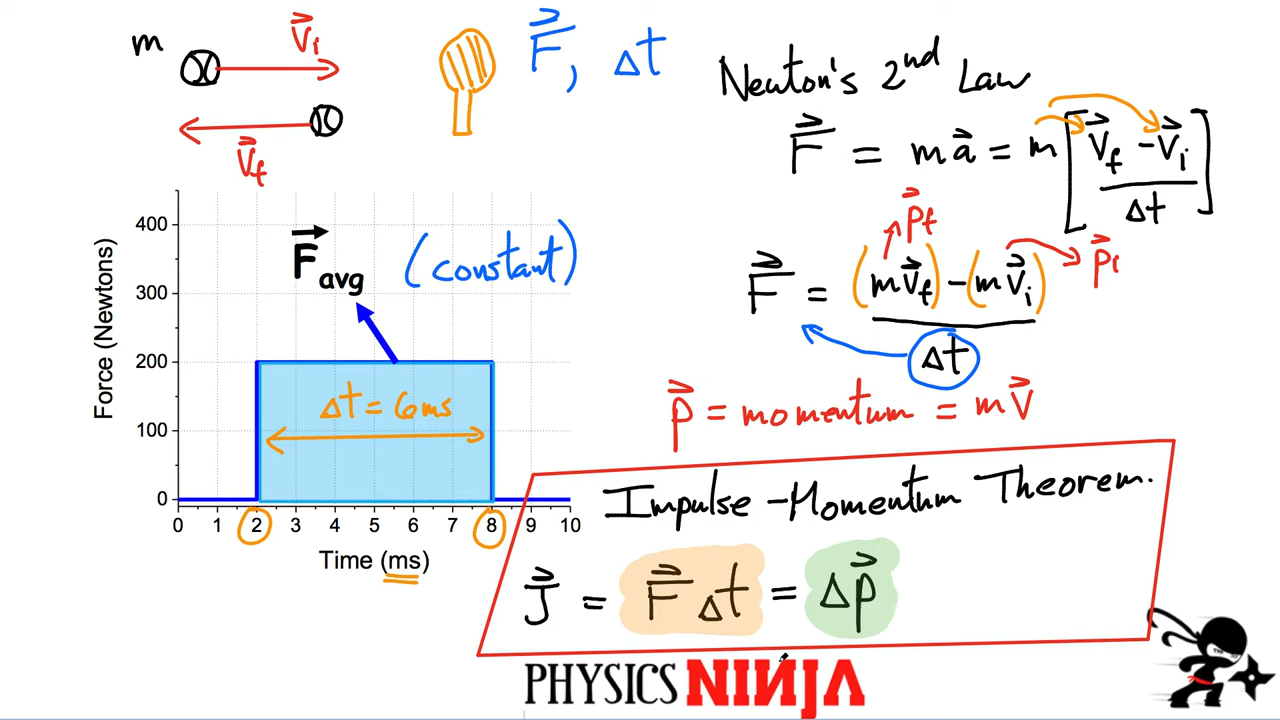 m
v⃗i
F⃗, Δt
v⃗f
Newton's 2nd Law
F⃗ = ma⃗ = m[v⃗f - v⃗i / Δt]
p⃗f
p⃗i
F⃗ = (mv⃗f) - (mv⃗i) / Δt
p⃗ = momentum = mv⃗
F⃗avg (constant)
Force (Newtons)
400
300
200
100
0
Δt = 6ms
0 1 2 3 4 5 6 7 8 9 10
Time (ms)
Impulse-Momentum Theorem.
J⃗ = F⃗Δt = Δp⃗
PHYSICS NINJA